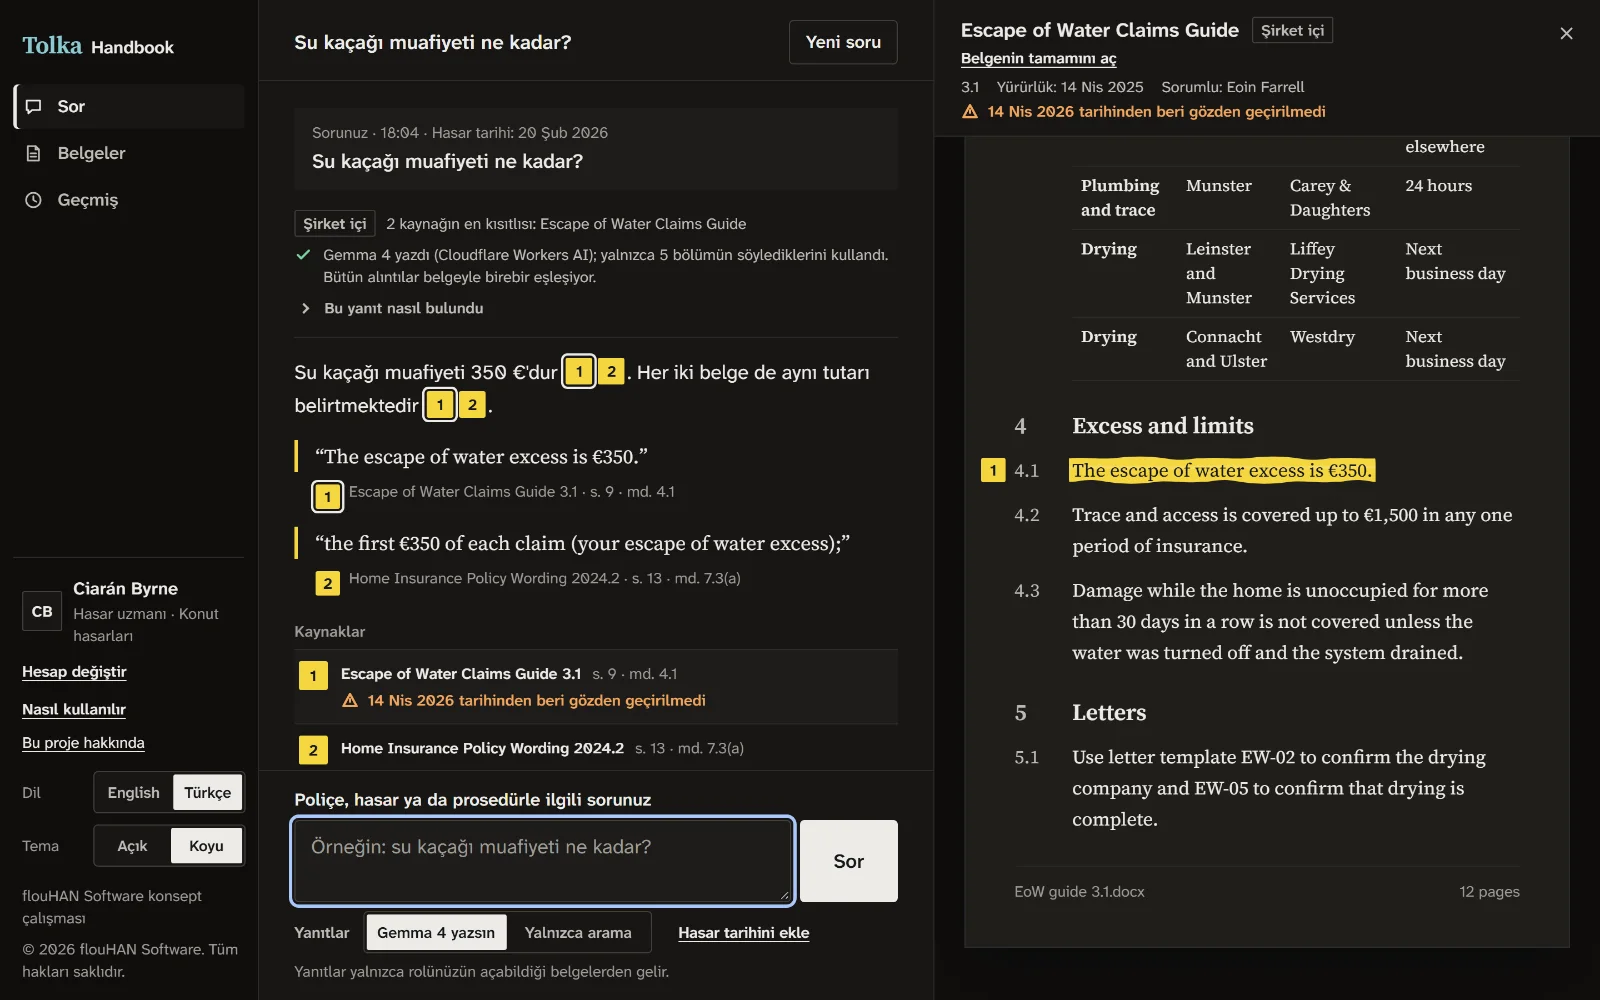 Tolka Handbook
Sor
Belgeler
Geçmiş
CB
Ciarán Byrne
Hasar uzmanı · Konut
hasarları
Hesap değiştir
Nasıl kullanılır
Bu proje hakkında
Dil
English
Türkçe
Tema
Açık
Koyu
flouHAN Software konsept
çalışması
© 2026 flouHAN Software. Tüm
hakları saklıdır.
Su kaçağı muafiyeti ne kadar?
Yeni soru
Sorunuz · 18:04 · Hasar tarihi: 20 Şub 2026
Su kaçağı muafiyeti ne kadar?
Şirket içi
2 kaynağın en kısıtlısı: Escape of Water Claims Guide
Gemma 4 yazdı (Cloudflare Workers AI); yalnızca 5 bölümün söylediklerini kullandı.
Bütün alıntılar belgeyle birebir eşleşiyor.
Bu yanıt nasıl bulundu
Su kaçağı muafiyeti 350 €'dur 1 2 . Her iki belge de aynı tutarı
belirtmektedir 1 2 .
“The escape of water excess is €350.”
1 Escape of Water Claims Guide 3.1 · s. 9 · md. 4.1
“the first €350 of each claim (your escape of water excess);”
2 Home Insurance Policy Wording 2024.2 · s. 13 · md. 7.3(a)
Kaynaklar
1 Escape of Water Claims Guide 3.1 s. 9 · md. 4.1
14 Nis 2026 tarihinden beri gözden geçirilmedi
2 Home Insurance Policy Wording 2024.2 s. 13 · md. 7.3(a)
Poliçe, hasar ya da prosedürle ilgili sorunuz
Örneğin: su kaçağı muafiyeti ne kadar?
Sor
Yanıtlar
Gemma 4 yazsın
Yalnızca arama
Hasar tarihini ekle
Yanıtlar yalnızca rolünüzün açabildiği belgelerden gelir.
Escape of Water Claims Guide
Şirket içi
Belgenin tamamını aç
3.1 Yürürlük: 14 Nis 2025 Sorumlu: Eoin Farrell
14 Nis 2026 tarihinden beri gözden geçirilmedi
elsewhere
Plumbing
and trace
Munster
Carey &
Daughters
24 hours
Drying
Leinster
and
Munster
Liffey
Drying
Services
Next
business day
Drying
Connacht
and Ulster
Westdry
Next
business day
4 Excess and limits
1 4.1 The escape of water excess is €350.
4.2 Trace and access is covered up to €1,500 in any one
period of insurance.
4.3 Damage while the home is unoccupied for more
than 30 days in a row is not covered unless the
water was turned off and the system drained.
5 Letters
5.1 Use letter template EW-02 to confirm the drying
company and EW-05 to confirm that drying is
complete.
EoW guide 3.1.docx
12 pages